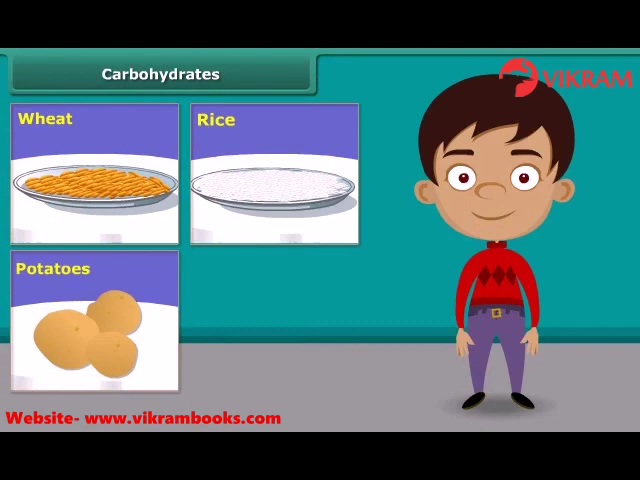 Carbohydrates
VIKRAM
Wheat
Rice
Potatoes
Website- www.vikrambooks.com